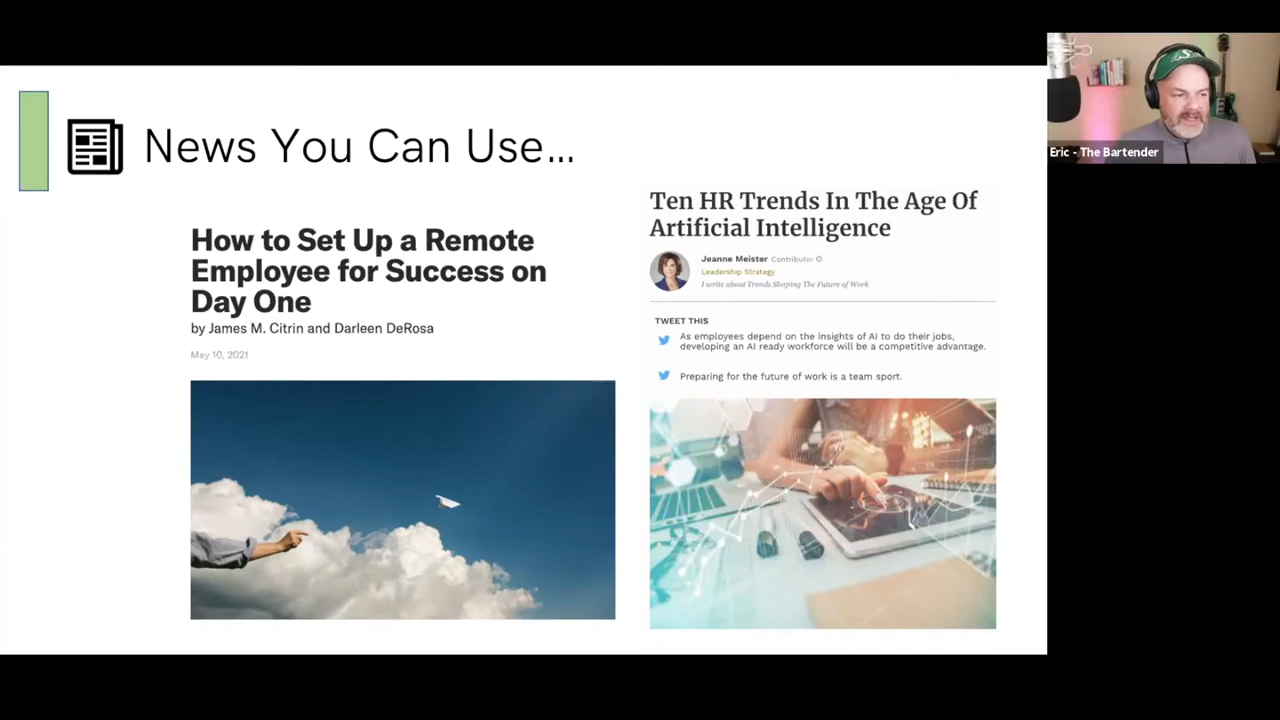 News You Can Use...
How to Set Up a Remote
Employee for Success on
Day One
by James M. Citrin and Darleen DeRosa
May 10, 2021
Ten HR Trends In The Age Of
Artificial Intelligence
Jeanne Meister Contributor
Leadership Strategy
I write about Trends Shaping The Future of Work
TWEET THIS
As employees depend on the insights of AI to do their jobs,
developing an AI ready workforce will be a competitive advantage.
Preparing for the future of work is a team sport.
Eric - The Bartender